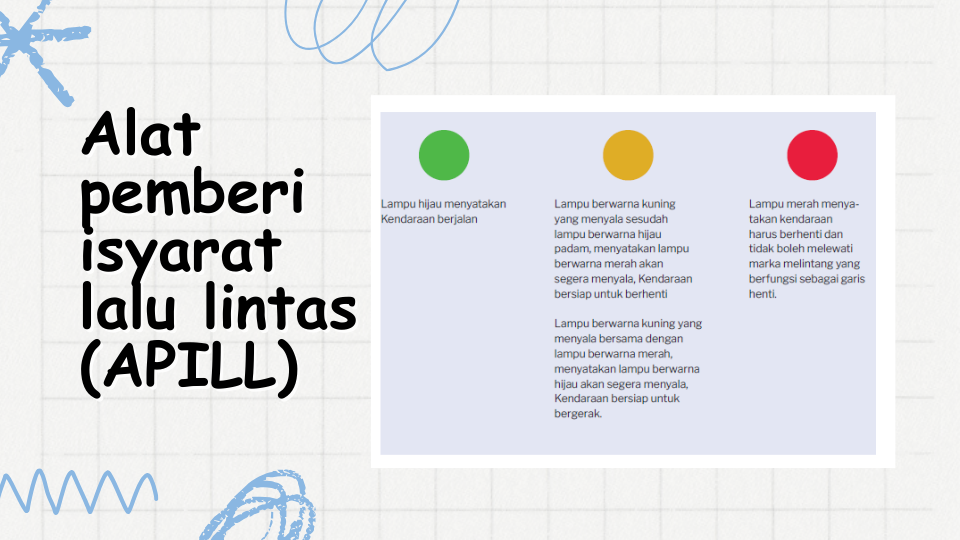 Alat
pemberi
isyarat
lalu lintas
(APILL)
Lampu hijau menyatakan
Kendaraan berjalan
Lampu berwarna kuning
yang menyala sesudah
lampu berwarna hijau
padam, menyatakan lampu
berwarna merah akan
segera menyala, Kendaraan
bersiap untuk berhenti
Lampu berwarna kuning yang
menyala bersama dengan
lampu berwarna merah,
menyatakan lampu berwarna
hijau akan segera menyala,
Kendaraan bersiap untuk
bergerak.
Lampu merah menya-
takan kendaraan
harus berhenti dan
tidak boleh melewati
marka melintang yang
berfungsi sebagai garis
henti.